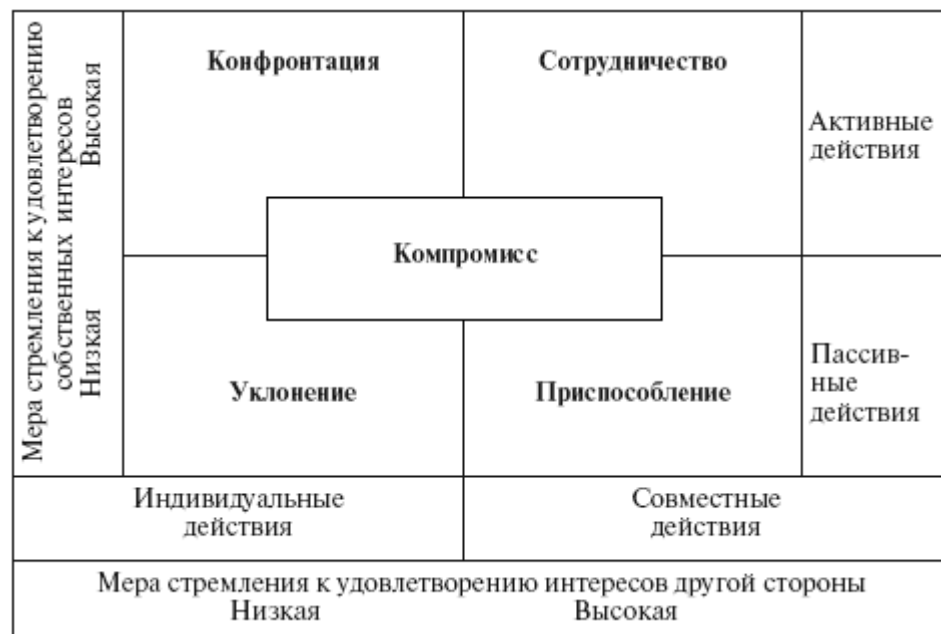 Мера стремления к удовлетворению
собственных интересов
Низкая Высокая
Конфронтация
Сотрудничество
Активные
действия
Компромисс
Уклонение
Приспособление
Пассив-
ные
действия
Индивидуальные
действия
Совместные
действия
Мера стремления к удовлетворению интересов другой стороны
Низкая Высокая